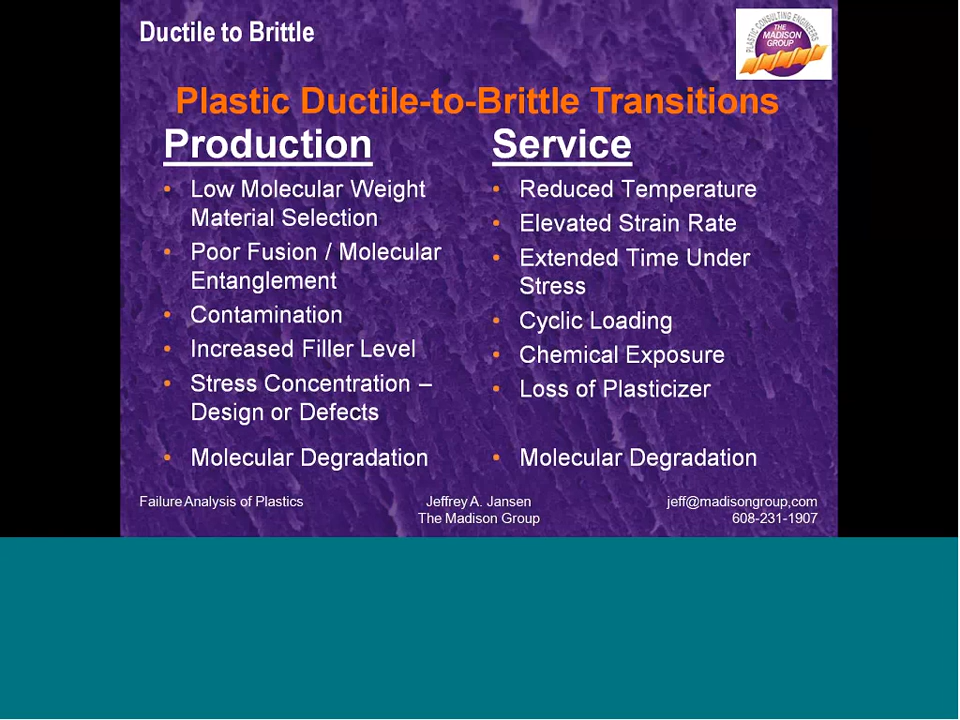 Ductile to Brittle
PLASTIC CONSULTING ENGINEERS
THE
MADISON
GROUP
Plastic Ductile-to-Brittle Transitions
Production
• Low Molecular Weight
Material Selection
• Poor Fusion / Molecular
Entanglement
• Contamination
• Increased Filler Level
• Stress Concentration –
Design or Defects
• Molecular Degradation
Service
• Reduced Temperature
• Elevated Strain Rate
• Extended Time Under
Stress
• Cyclic Loading
• Chemical Exposure
• Loss of Plasticizer
• Molecular Degradation
Failure Analysis of Plastics
Jeffrey A. Jansen
The Madison Group
jeff@madisongroup,com
608-231-1907